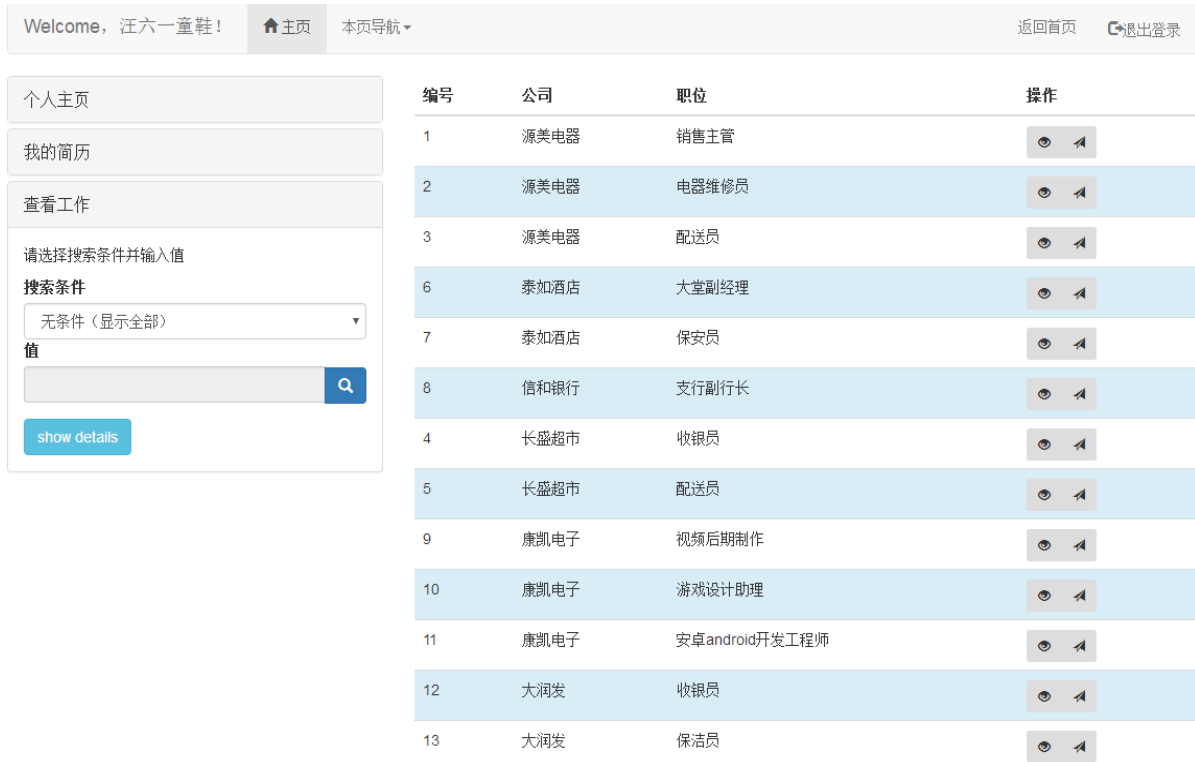 Welcome，汪六一童鞋! 主页 本页导航 返回首页 退出登录
个人主页
我的简历
查看工作
请选择搜索条件并输入值
搜索条件
无条件（显示全部）
值
show details
编号 公司 职位 操作
1 源美电器 销售主管
2 源美电器 电器维修员
3 源美电器 配送员
6 泰如酒店 大堂副经理
7 泰如酒店 保安员
8 信和银行 支行副行长
4 长盛超市 收银员
5 长盛超市 配送员
9 康凯电子 视频后期制作
10 康凯电子 游戏设计助理
11 康凯电子 安卓android开发工程师
12 大润发 收银员
13 大润发 保洁员